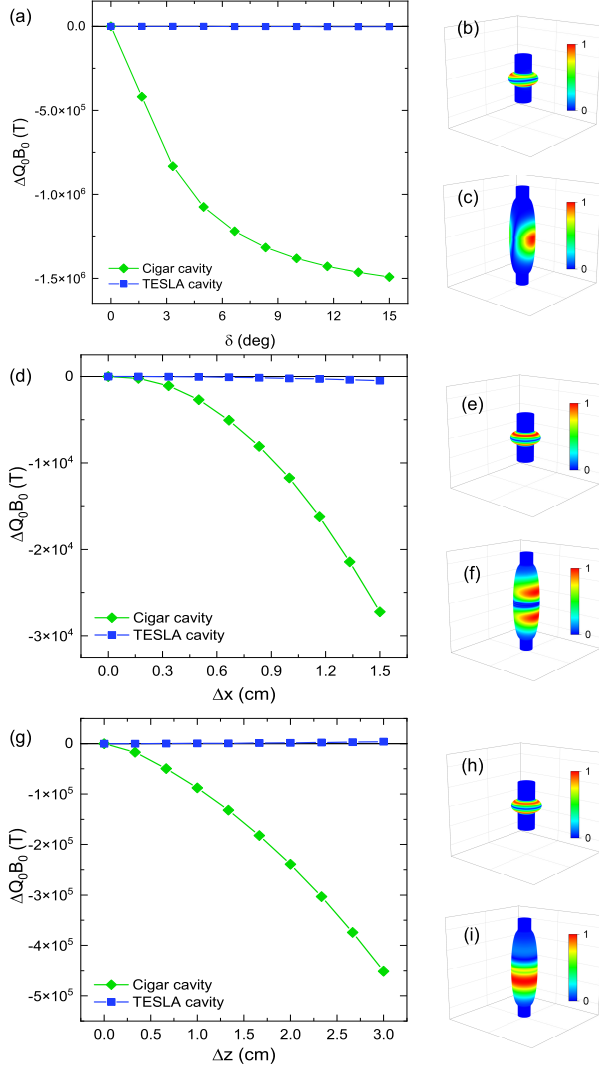 (a)
0.0
-5.0×10⁵
-1.0×10⁶
-1.5×10⁶
ΔQ₀B₀ (T)
Cigar cavity
TESLA cavity
0 3 6 9 12 15
δ (deg)
(b)
1
0
(c)
1
0
(d)
0
-1×10⁴
-2×10⁴
-3×10⁴
ΔQ₀B₀ (T)
Cigar cavity
TESLA cavity
0.0 0.3 0.6 0.9 1.2 1.5
Δx (cm)
(e)
1
0
(f)
1
0
(g)
0
-1×10⁵
-2×10⁵
-3×10⁵
-4×10⁵
-5×10⁵
ΔQ₀B₀ (T)
Cigar cavity
TESLA cavity
0.0 0.5 1.0 1.5 2.0 2.5 3.0
Δz (cm)
(h)
1
0
(i)
1
0